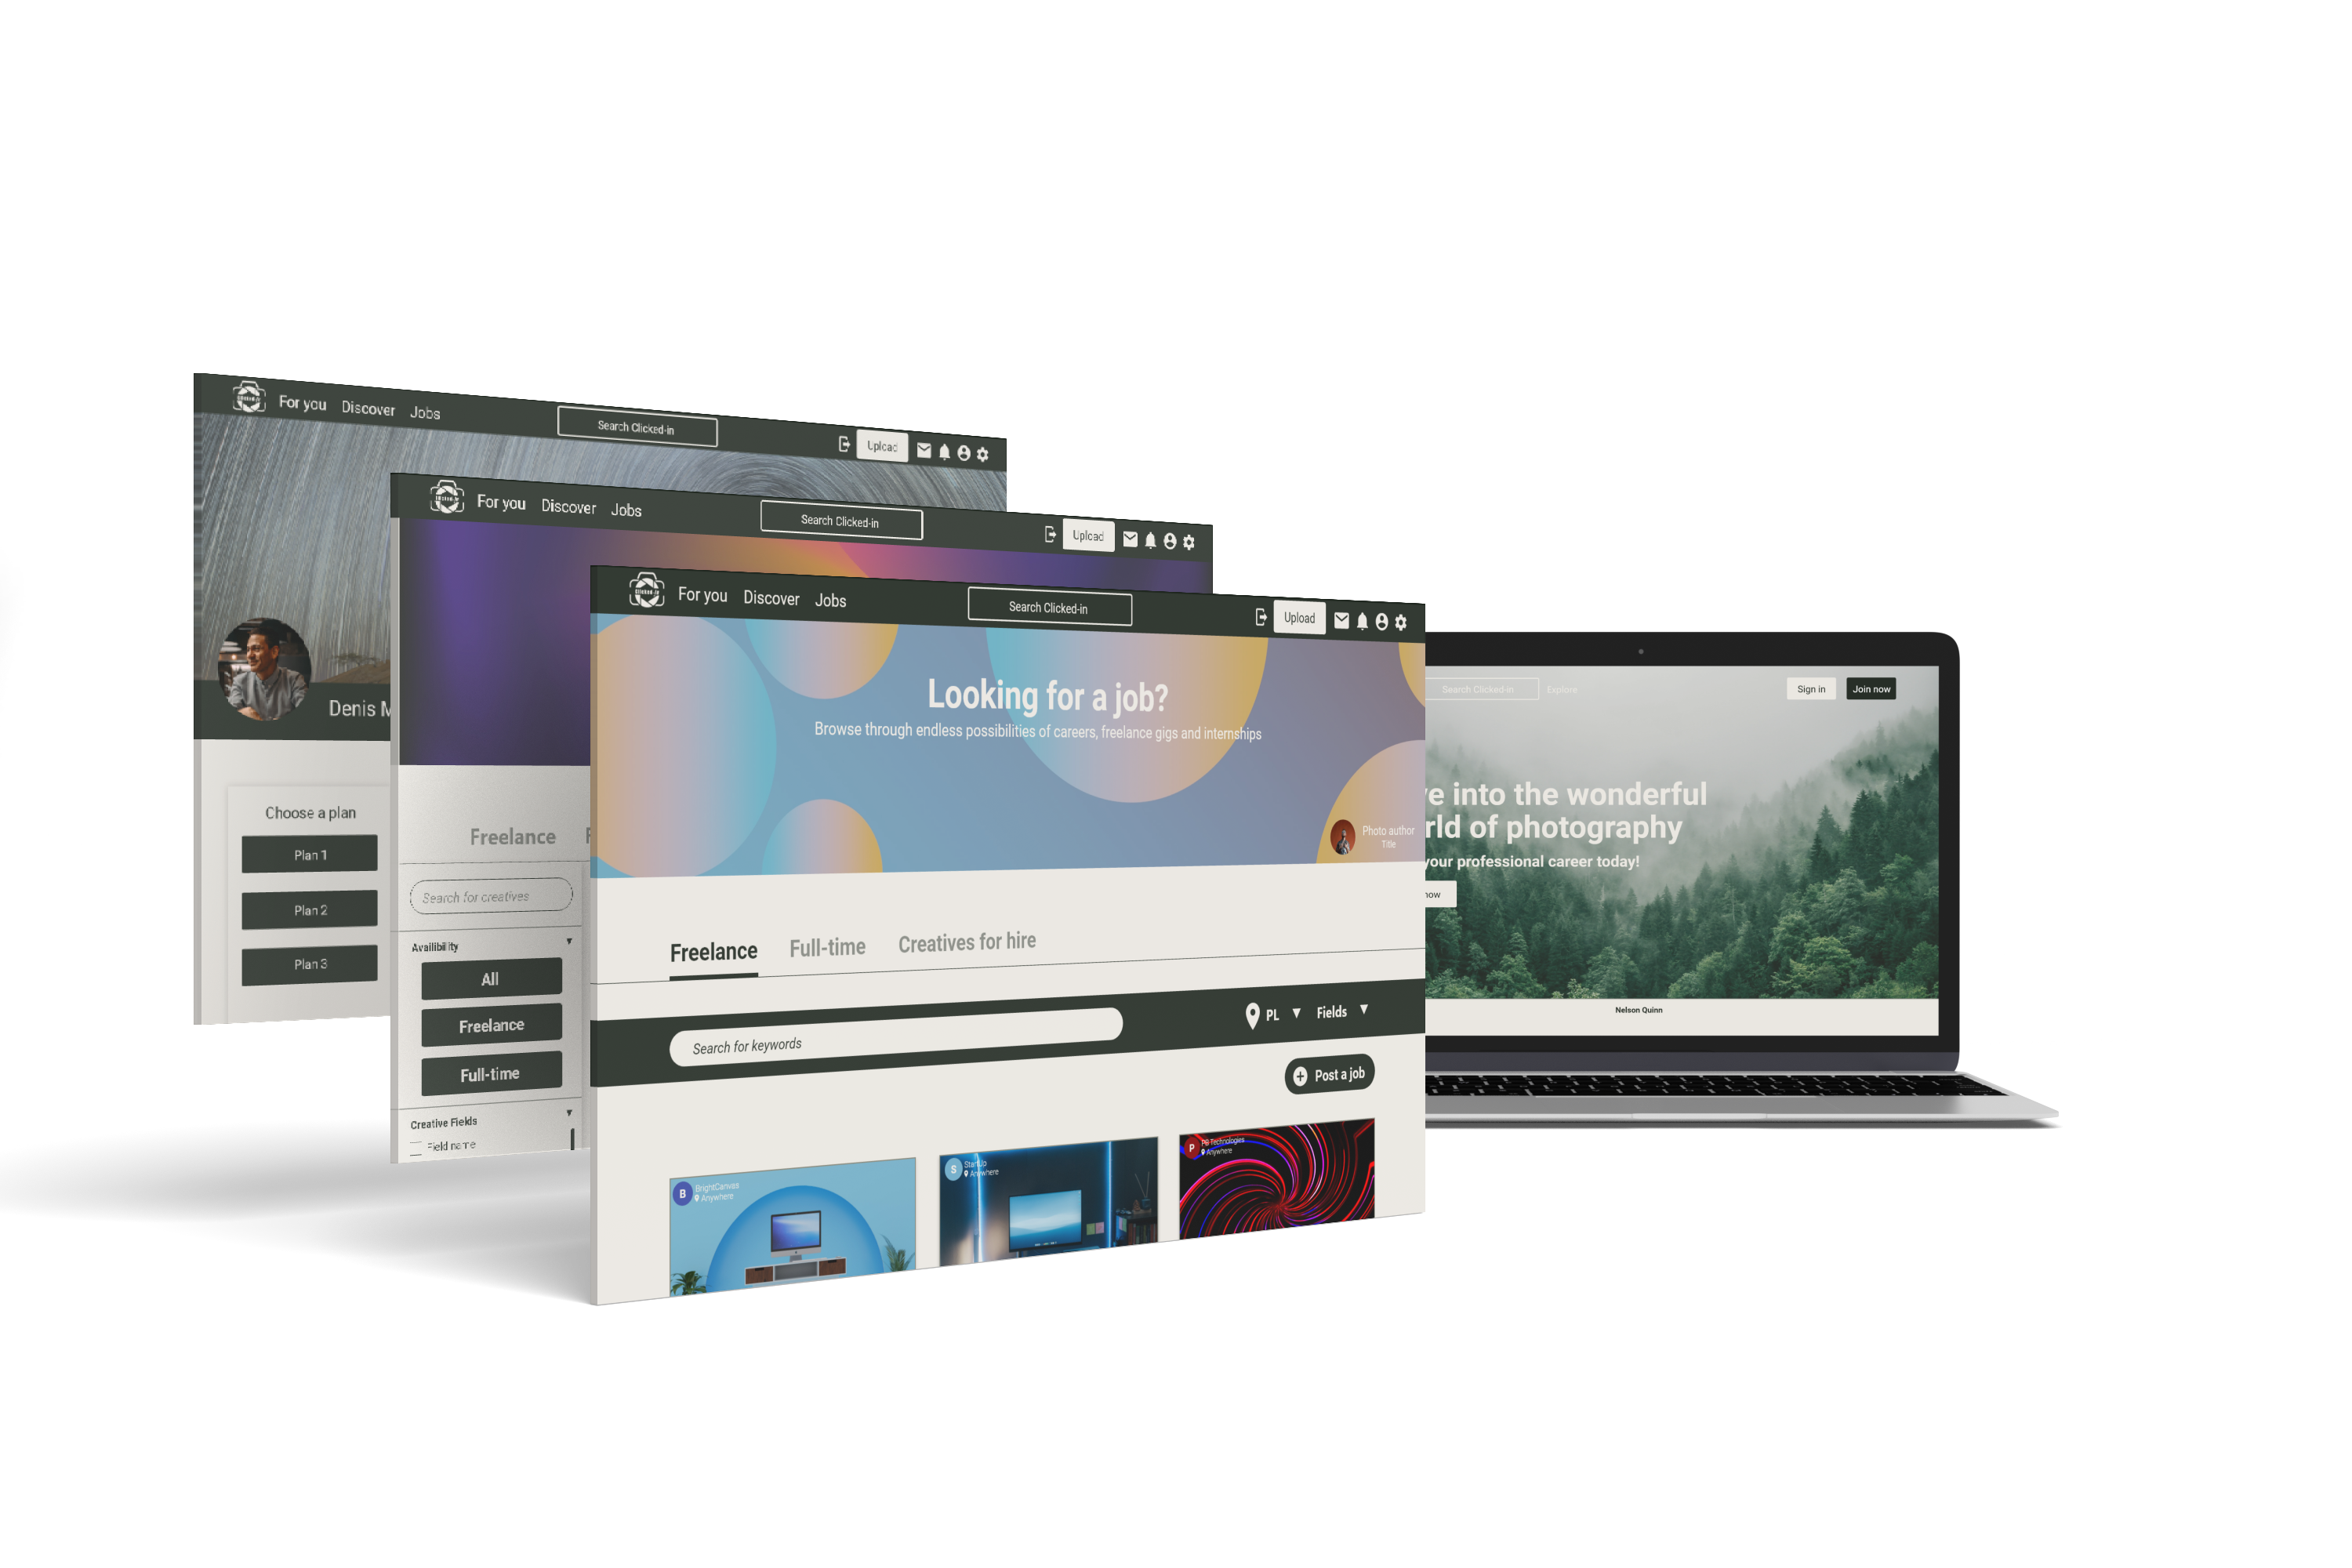 For you Discover Jobs
Search Clicked-in
Upload
Denis
Choose a plan
Plan 1
Plan 2
Plan 3
For you Discover Jobs
Search Clicked-in
Upload
Freelance
Search for creatives
Availibility
All
Freelance
Full-time
Creative Fields
Field name
Clicked-in
For you Discover Jobs
Search Clicked-in
Upload
Looking for a job?
Browse through endless possibilities of careers, freelance gigs and internships
Photo author
Title
Freelance Full-time Creatives for hire
Search for keywords
PL Fields
Post a job
B BrightCanvas
Anywhere
S StartUp
Anywhere
P PB Technologies
Anywhere
Search Clicked-in Explore
Sign in Join now
into the wonderful
of photography
your professional career today!
Nelson Quinn